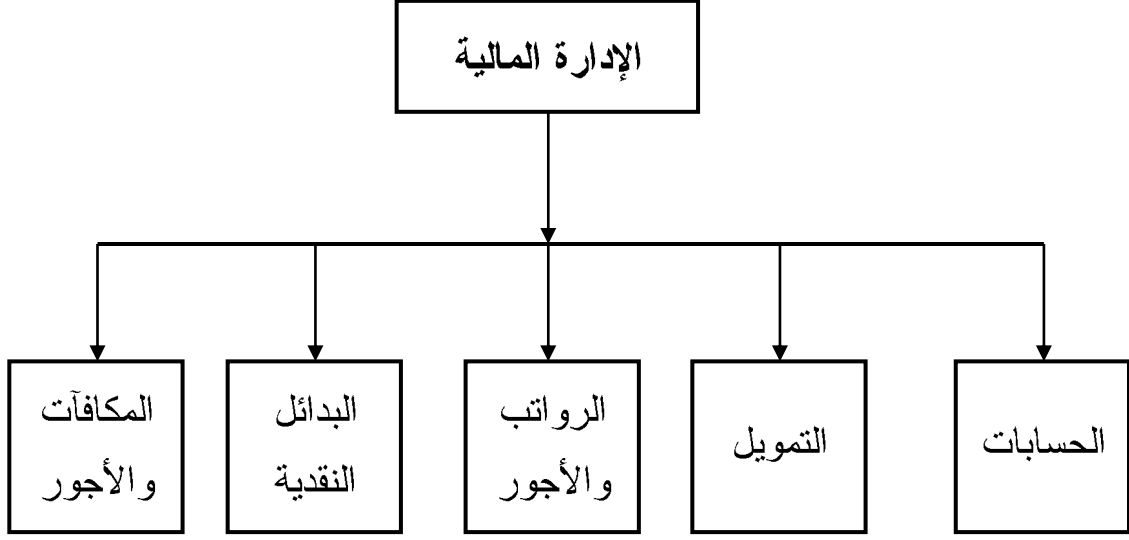 الإدارة المالية
الحسابات
التمويل
الرواتب
والأجور
البدائل
النقدية
المكافآت
والأجور